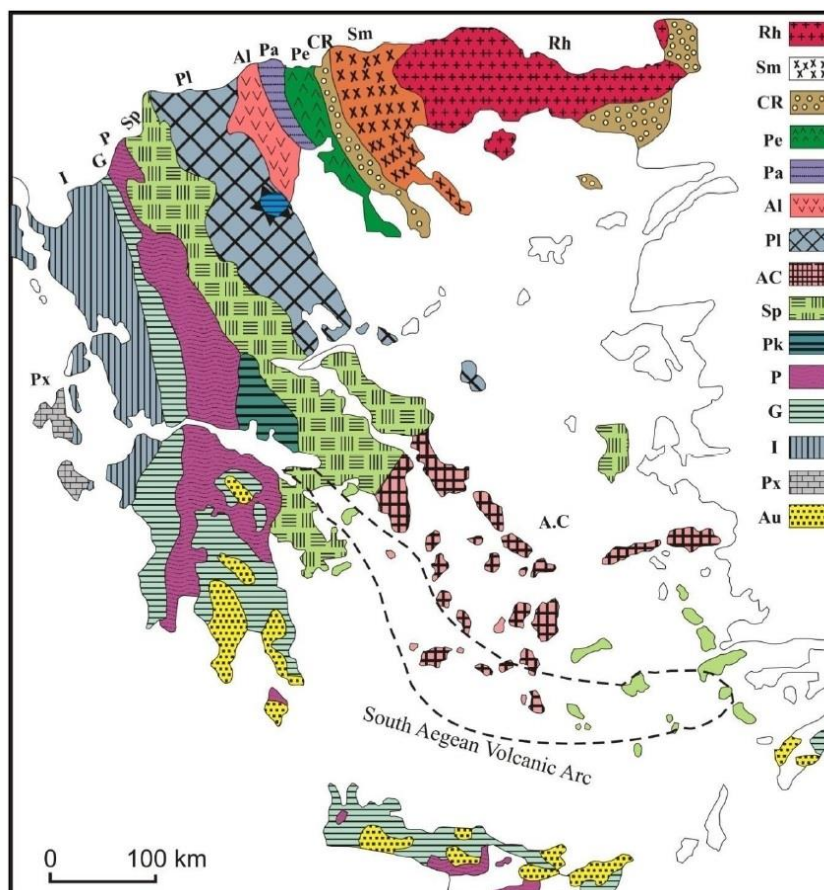 I
G
P
Sp
Pl
Al
Pa
Pe
CR
Sm
Rh
Px
A.C
South Aegean Volcanic Arc
0 100 km
Rh
Sm
CR
Pe
Pa
Al
Pl
AC
Sp
Pk
P
G
I
Px
Au